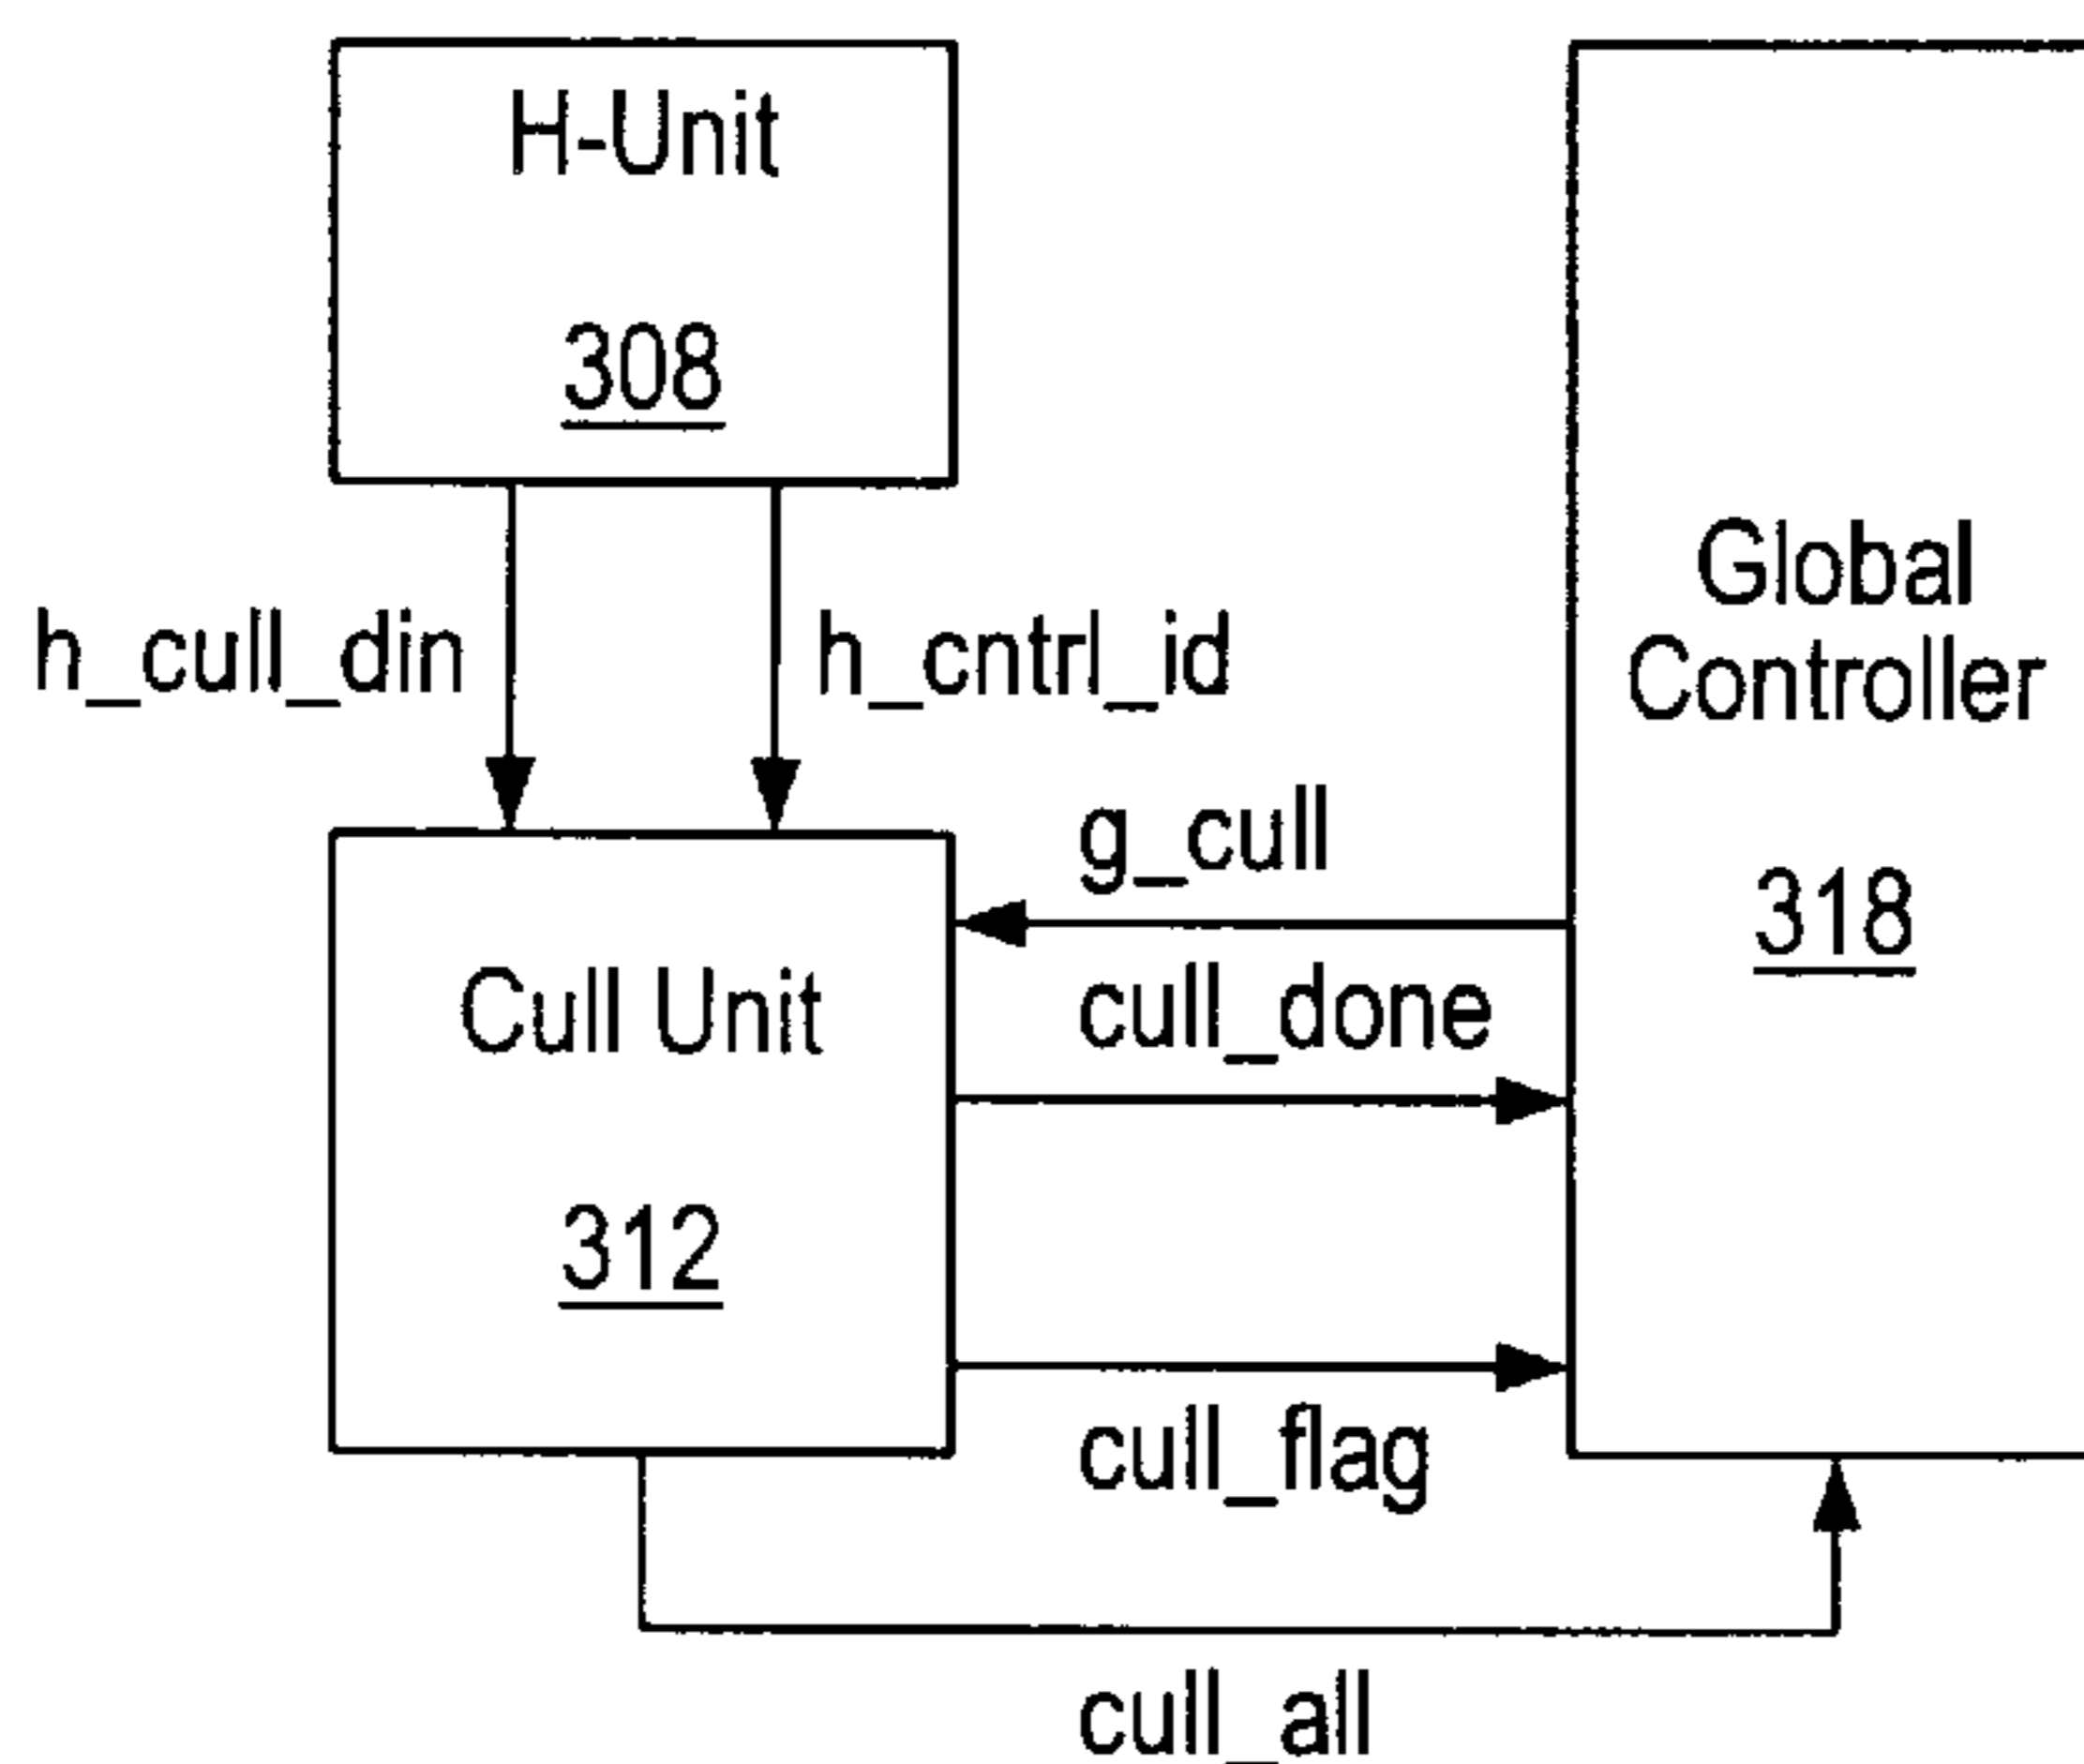 H-Unit
308
h_cull_din
h_cntrl_id
Global
Controller
318
g_cull
cull_done
Cull Unit
312
cull_flag
cull_all